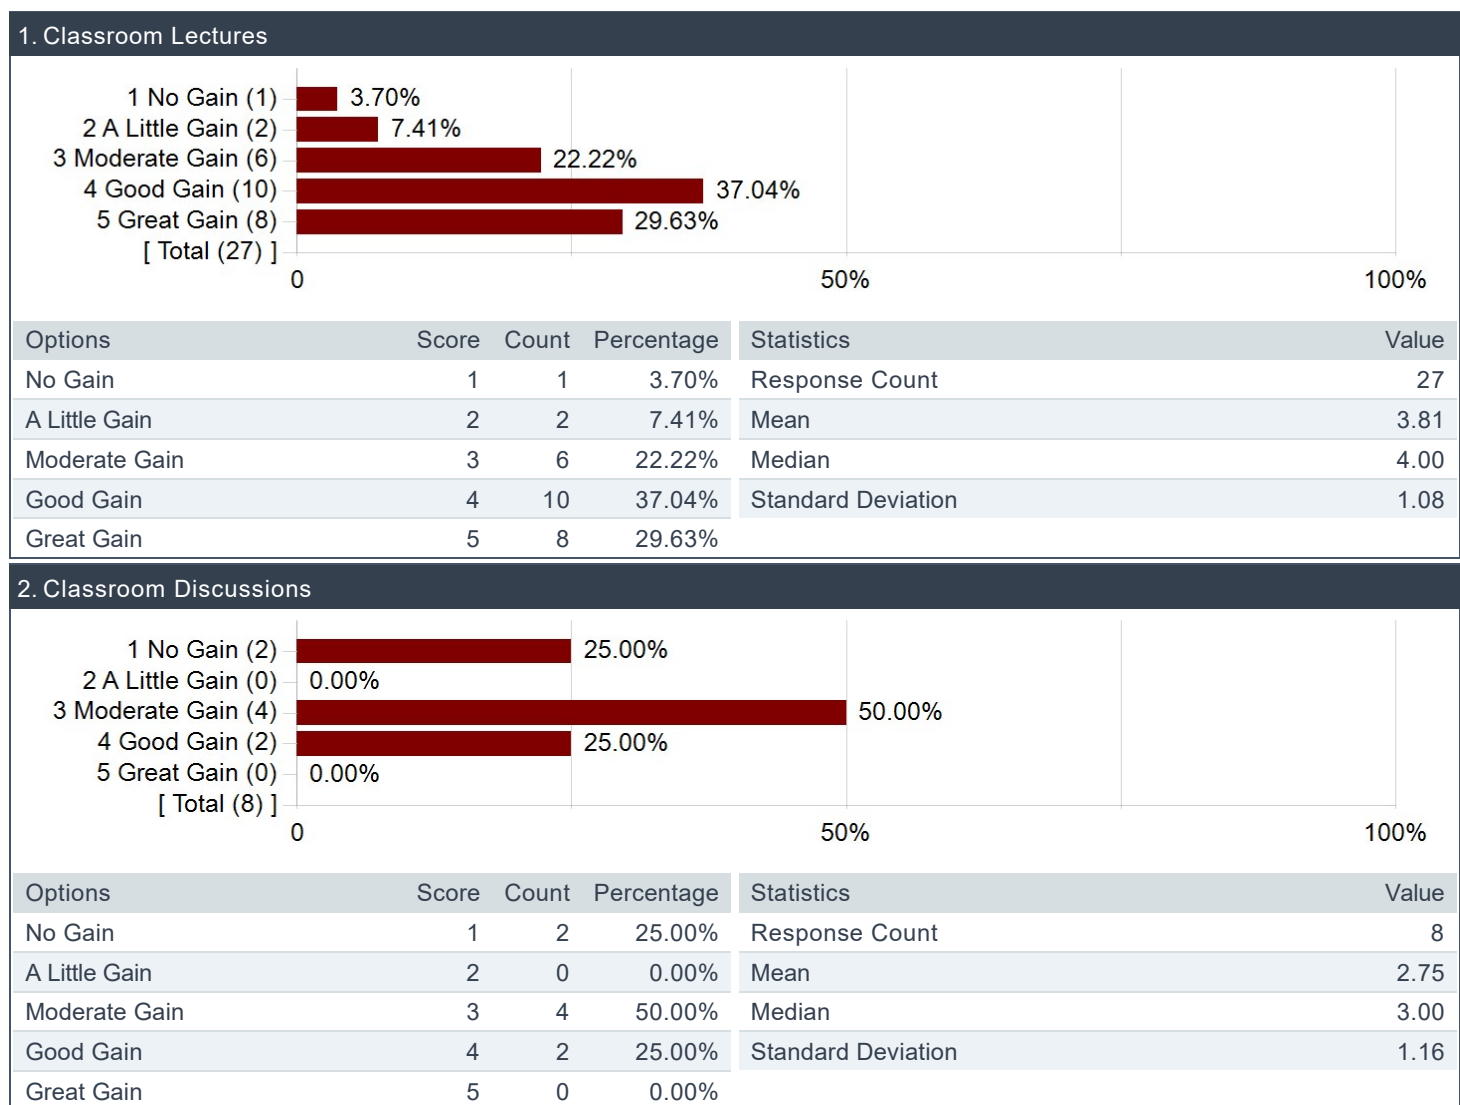 1. Classroom Lectures
1 No Gain (1) 3.70%
2 A Little Gain (2) 7.41%
3 Moderate Gain (6) 22.22%
4 Good Gain (10) 37.04%
5 Great Gain (8) 29.63%
[ Total (27) ]
0 50% 100%
Options Score Count Percentage Statistics Value
No Gain 1 1 3.70% Response Count 27
A Little Gain 2 2 7.41% Mean 3.81
Moderate Gain 3 6 22.22% Median 4.00
Good Gain 4 10 37.04% Standard Deviation 1.08
Great Gain 5 8 29.63%
2. Classroom Discussions
1 No Gain (2) 25.00%
2 A Little Gain (0) 0.00%
3 Moderate Gain (4) 50.00%
4 Good Gain (2) 25.00%
5 Great Gain (0) 0.00%
[ Total (8) ]
0 50% 100%
Options Score Count Percentage Statistics Value
No Gain 1 2 25.00% Response Count 8
A Little Gain 2 0 0.00% Mean 2.75
Moderate Gain 3 4 50.00% Median 3.00
Good Gain 4 2 25.00% Standard Deviation 1.16
Great Gain 5 0 0.00%